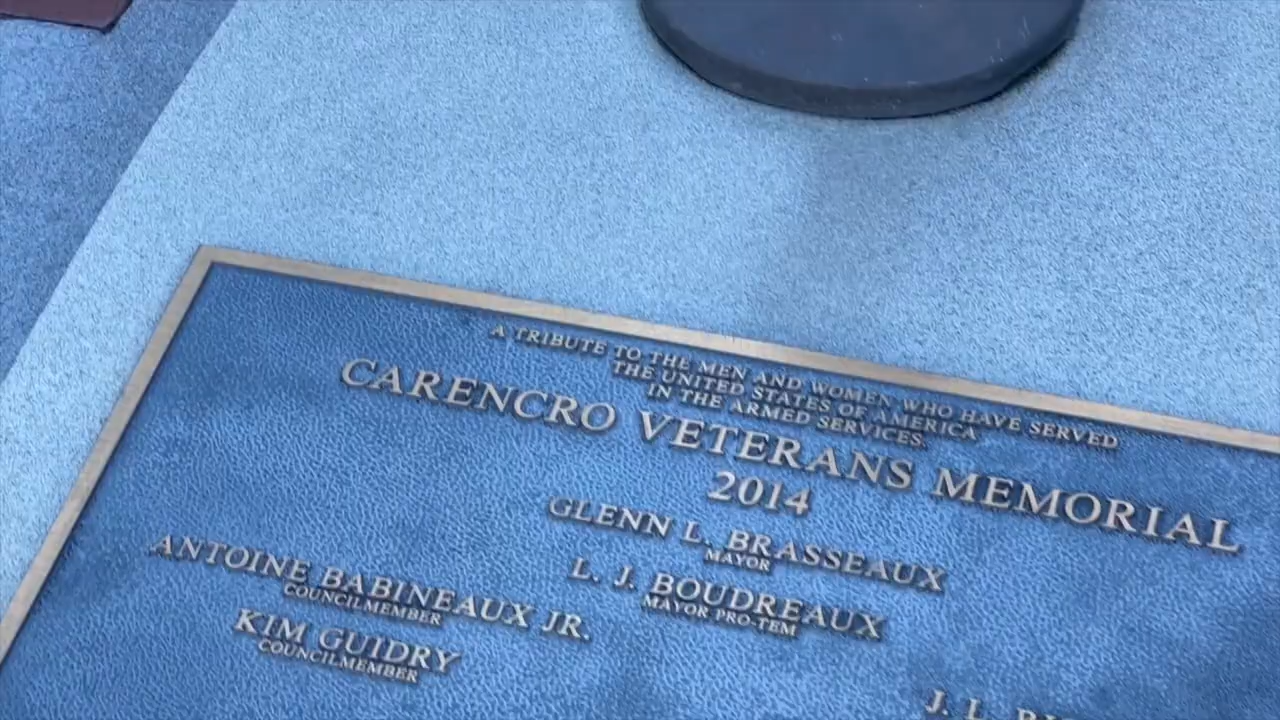 A TRIBUTE TO THE MEN AND WOMEN WHO HAVE SERVED
THE UNITED STATES OF AMERICA
IN THE ARMED SERVICES.
CARENCRO VETERANS MEMORIAL
2014
GLENN L. BRASSEAUX
MAYOR
L. J. BOUDREAUX
MAYOR PRO-TEM
ANTOINE BABINEAUX JR.
COUNCILMEMBER
KIM GUIDRY
COUNCILMEMBER
J. L.